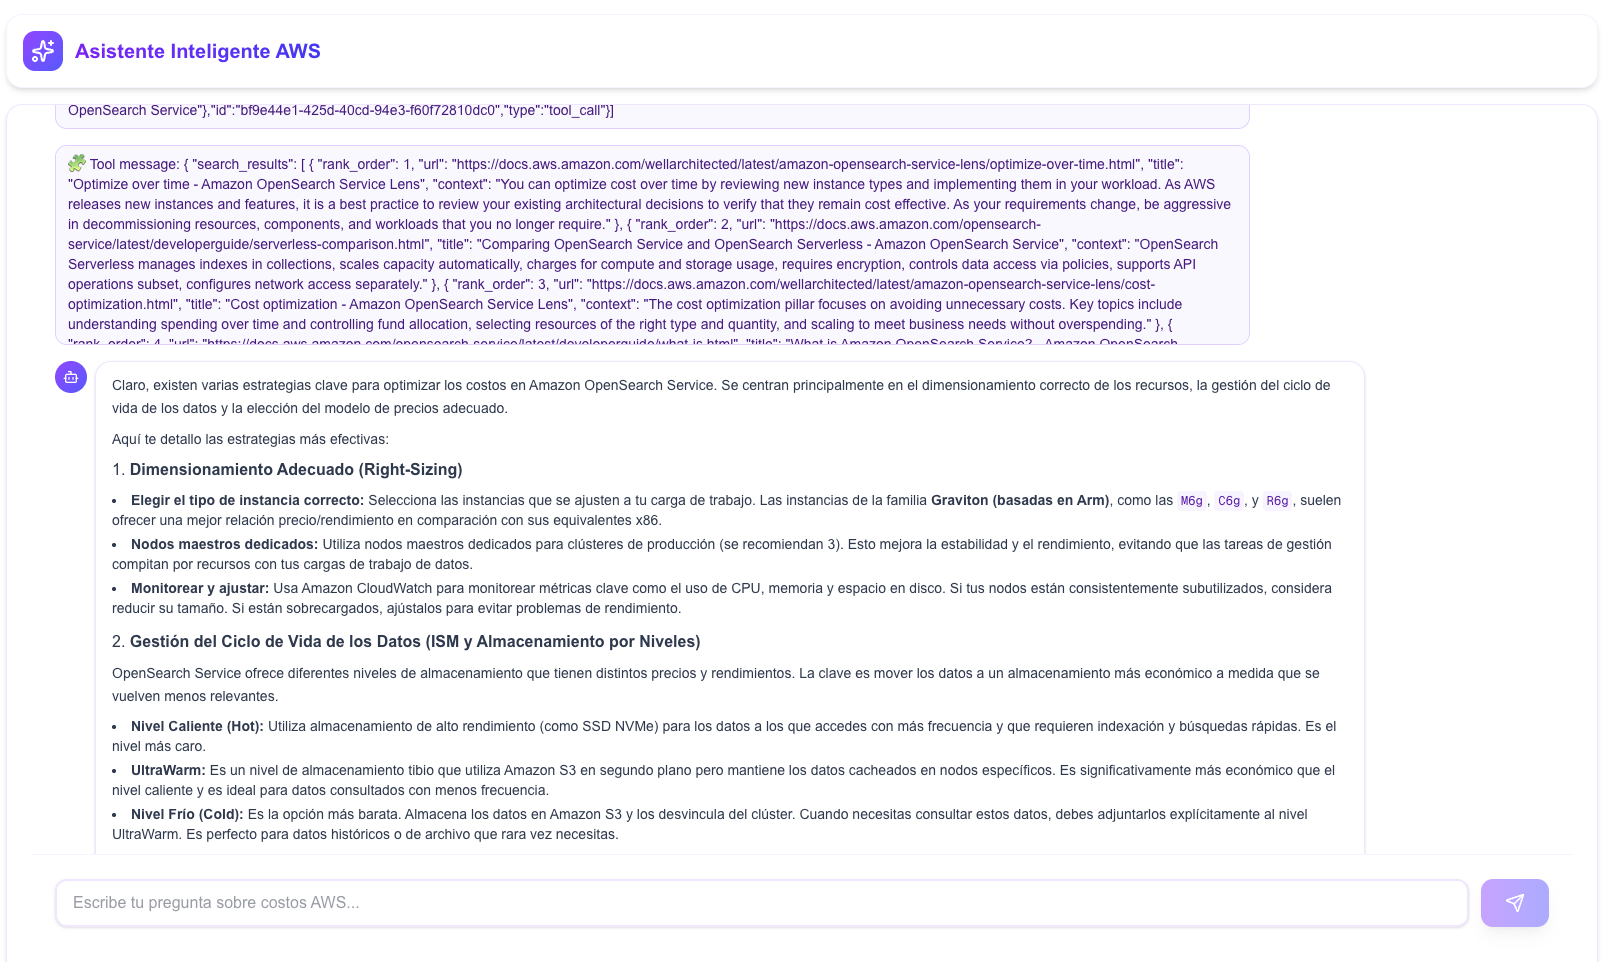 Asistente Inteligente AWS
OpenSearch Service"},"id":"bf9e44e1-425d-40cd-94e3-f60f72810dc0","type":"tool_call"}]
Tool message: { "search_results": [ { "rank_order": 1, "url": "https://docs.aws.amazon.com/wellarchitected/latest/amazon-opensearch-service-lens/optimize-over-time.html", "title":
"Optimize over time - Amazon OpenSearch Service Lens", "context": "You can optimize cost over time by reviewing new instance types and implementing them in your workload. As AWS
releases new instances and features, it is a best practice to review your existing architectural decisions to verify that they remain cost effective. As your requirements change, be aggressive
in decommissioning resources, components, and workloads that you no longer require." }, { "rank_order": 2, "url": "https://docs.aws.amazon.com/opensearch-
service/latest/developerguide/serverless-comparison.html", "title": "Comparing OpenSearch Service and OpenSearch Serverless - Amazon OpenSearch Service", "context": "OpenSearch
Serverless manages indexes in collections, scales capacity automatically, charges for compute and storage usage, requires encryption, controls data access via policies, supports API
operations subset, configures network access separately." }, { "rank_order": 3, "url": "https://docs.aws.amazon.com/wellarchitected/latest/amazon-opensearch-service-lens/cost-
optimization.html", "title": "Cost optimization - Amazon OpenSearch Service Lens", "context": "The cost optimization pillar focuses on avoiding unnecessary costs. Key topics include
understanding spending over time and controlling fund allocation, selecting resources of the right type and quantity, and scaling to meet business needs without overspending." }, {
"rank_order": 4, "url": "https://docs.aws.amazon.com/opensearch-service/latest/developerguide/what-is.html", "title": "What is Amazon OpenSearch Service? - Amazon OpenSearch
Claro, existen varias estrategias clave para optimizar los costos en Amazon OpenSearch Service. Se centran principalmente en el dimensionamiento correcto de los recursos, la gestión del ciclo de
vida de los datos y la elección del modelo de precios adecuado.
Aquí te detallo las estrategias más efectivas:
1. Dimensionamiento Adecuado (Right-Sizing)
• Elegir el tipo de instancia correcto: Selecciona las instancias que se ajusten a tu carga de trabajo. Las instancias de la familia Graviton (basadas en Arm), como las M6g, C6g, y R6g, suelen
ofrecer una mejor relación precio/rendimiento en comparación con sus equivalentes x86.
• Nodos maestros dedicados: Utiliza nodos maestros dedicados para clústeres de producción (se recomiendan 3). Esto mejora la estabilidad y el rendimiento, evitando que las tareas de gestión
compitan por recursos con tus cargas de trabajo de datos.
• Monitorear y ajustar: Usa Amazon CloudWatch para monitorear métricas clave como el uso de CPU, memoria y espacio en disco. Si tus nodos están consistentemente subutilizados, considera
reducir su tamaño. Si están sobrecargados, ajústalos para evitar problemas de rendimiento.
2. Gestión del Ciclo de Vida de los Datos (ISM y Almacenamiento por Niveles)
OpenSearch Service ofrece diferentes niveles de almacenamiento que tienen distintos precios y rendimientos. La clave es mover los datos a un almacenamiento más económico a medida que se
vuelven menos relevantes.
• Nivel Caliente (Hot): Utiliza almacenamiento de alto rendimiento (como SSD NVMe) para los datos a los que accedes con más frecuencia y que requieren indexación y búsquedas rápidas. Es el
nivel más caro.
• UltraWarm: Es un nivel de almacenamiento tibio que utiliza Amazon S3 en segundo plano pero mantiene los datos cacheados en nodos específicos. Es significativamente más económico que el
nivel caliente y es ideal para datos consultados con menos frecuencia.
• Nivel Frío (Cold): Es la opción más barata. Almacena los datos en Amazon S3 y los desvincula del clúster. Cuando necesitas consultar estos datos, debes adjuntarlos explícitamente al nivel
UltraWarm. Es perfecto para datos históricos o de archivo que rara vez necesitas.
Escribe tu pregunta sobre costos AWS...